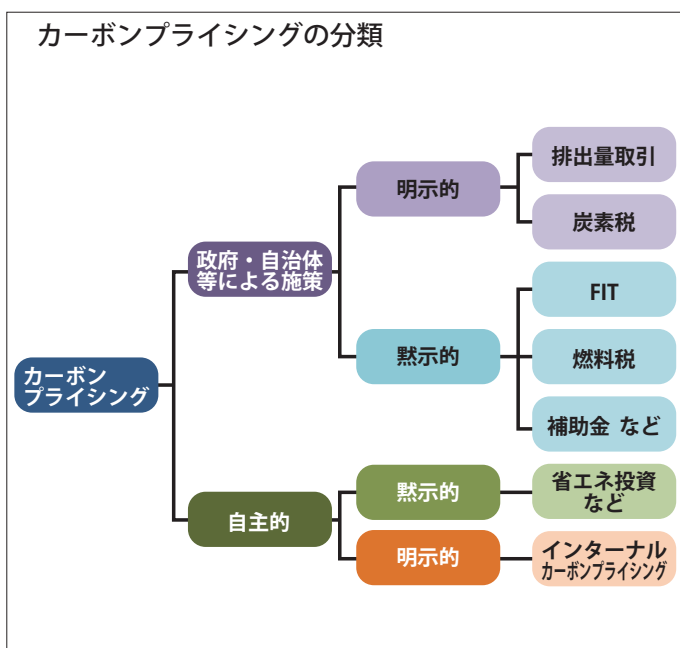 カーボンプライシングの分類
カーボン
プライシング
政府・自治体
等による施策
明示的
排出量取引
炭素税
黙示的
FIT
燃料税
補助金 など
自主的
黙示的
省エネ投資
など
明示的
インターナル
カーボンプライシング